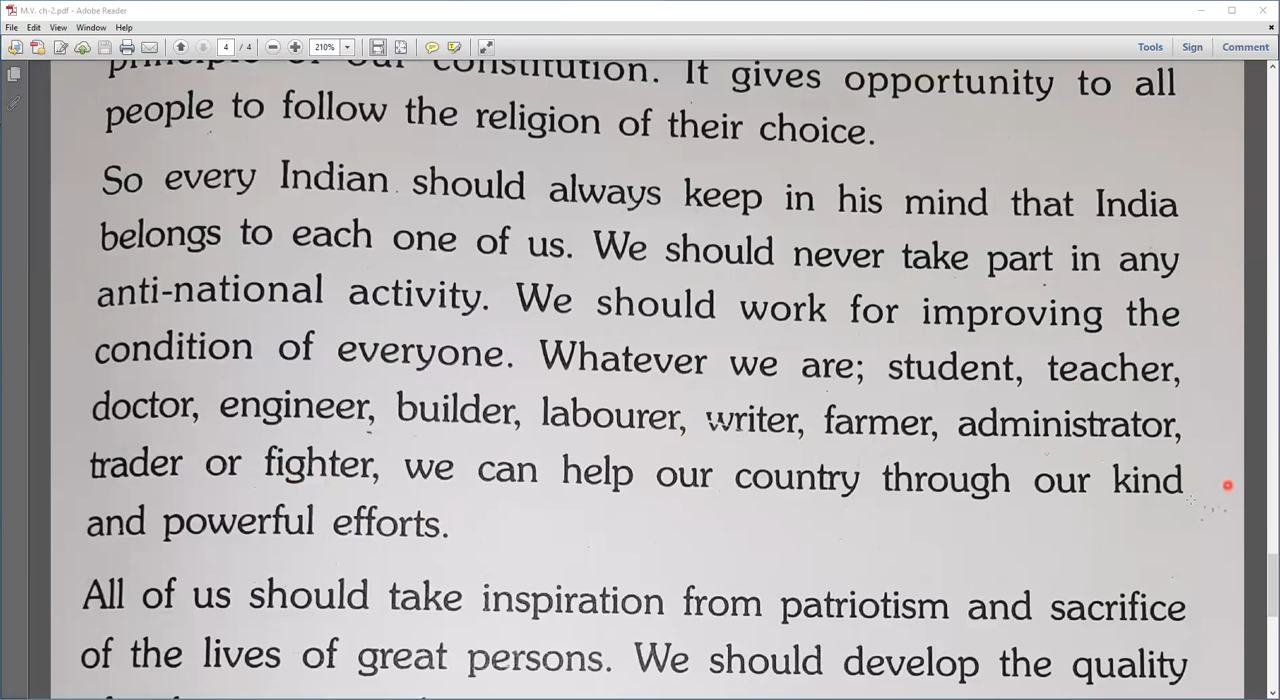 M.V. ch-2.pdf - Adobe Reader
File Edit View Window Help
4 / 4 210% Tools Sign Comment
principle of our constitution. It gives opportunity to all
people to follow the religion of their choice.
So every Indian should always keep in his mind that India
belongs to each one of us. We should never take part in any
anti-national activity. We should work for improving the
condition of everyone. Whatever we are; student, teacher,
doctor, engineer, builder, labourer, writer, farmer, administrator,
trader or fighter, we can help our country through our kind
and powerful efforts.
All of us should take inspiration from patriotism and sacrifice
of the lives of great persons. We should develop the quality